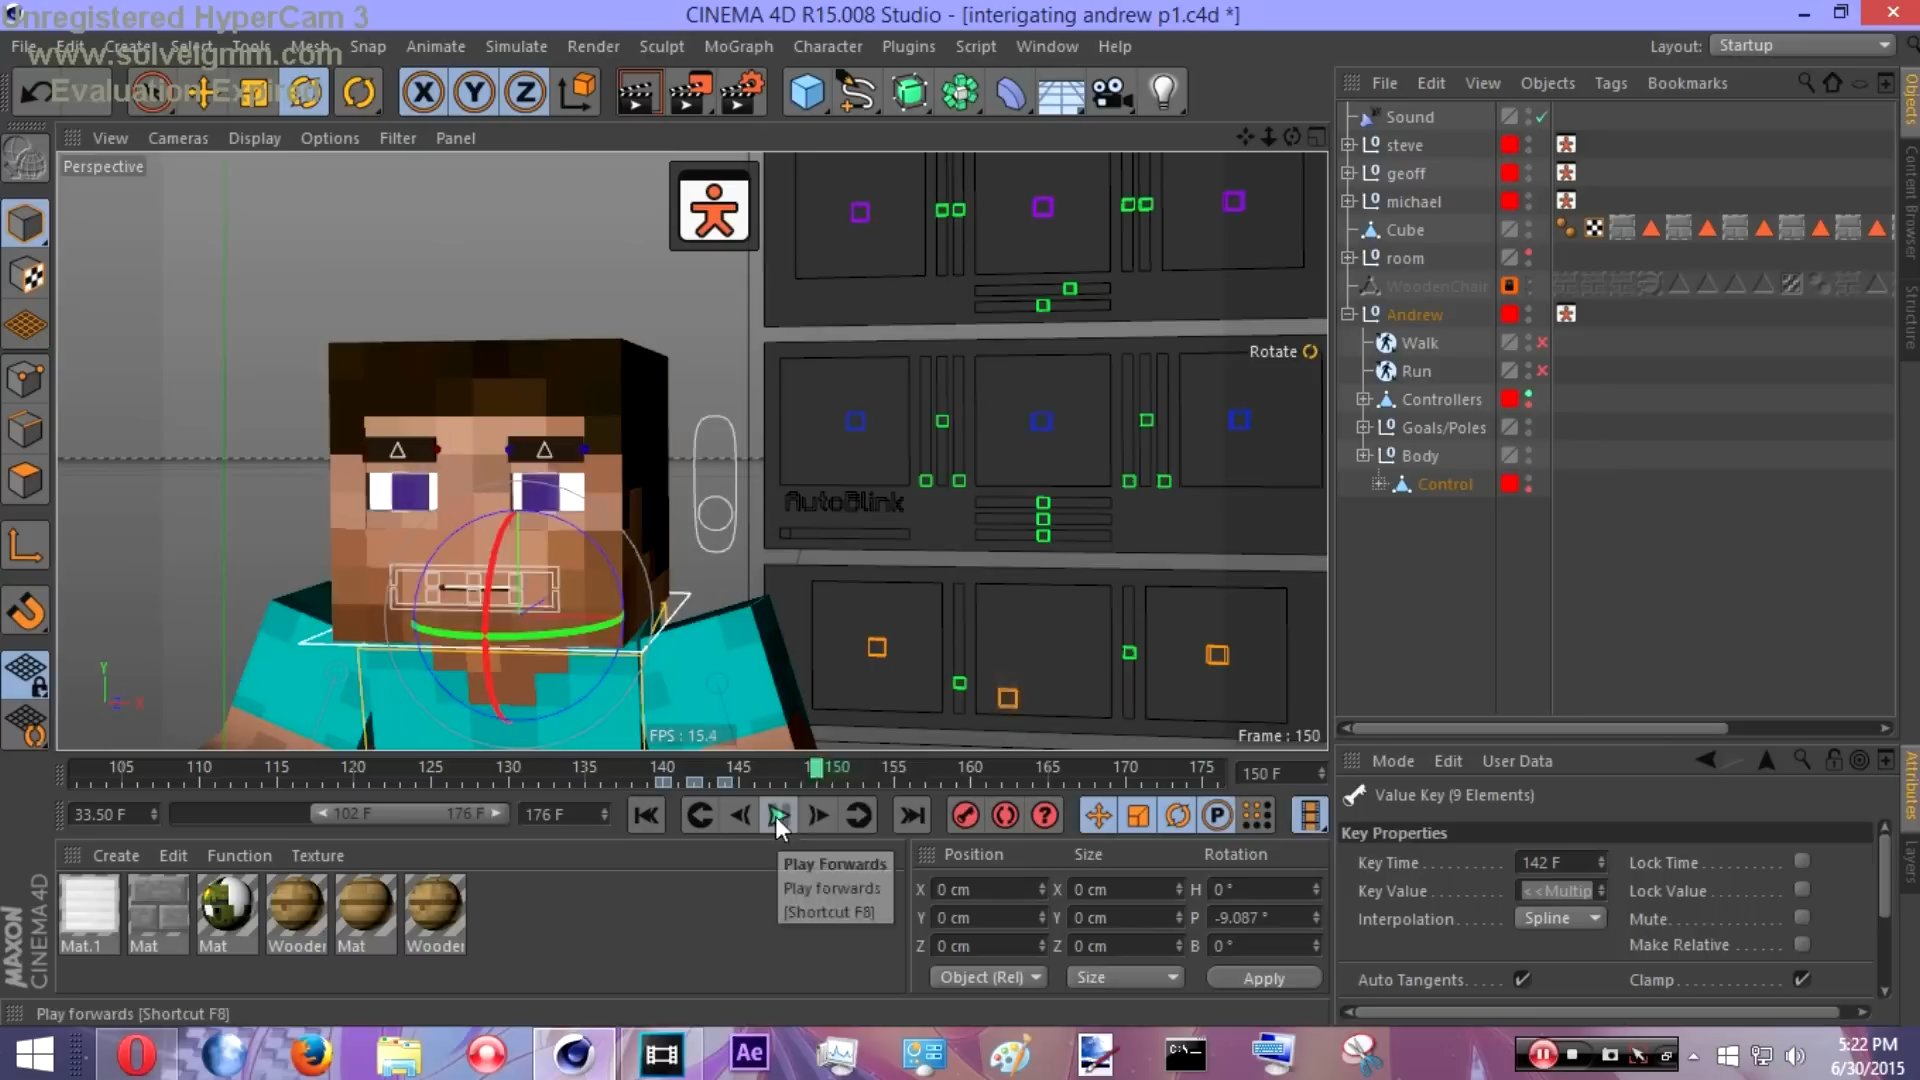 Unregistered HyperCam 3
www.solveigmm.com
Evaluation Expired
CINEMA 4D R15.008 Studio - [interigating andrew p1.c4d *]
File Edit Create Select Tools Mesh Snap Animate Simulate Render Sculpt MoGraph Character Plugins Script Window Help
Layout: Startup
View Cameras Display Options Filter Panel
Perspective
Rotate
AutoBlink
Y
Z X
FPS : 15.4
Frame : 150
105 110 115 120 125 130 135 140 145 150 155 160 165 170 175
150 F
33.50 F
102 F 176 F
176 F
Create Edit Function Texture
Play Forwards
Play forwards
[Shortcut F8]
Mat.1 Mat Mat Wooder Mat Wooder
MAXON
CINEMA 4D
Position Size Rotation
X 0 cm X 0 cm H 0 °
Y 0 cm Y 0 cm P -9.087 °
Z 0 cm Z 0 cm B 0 °
Object (Rel) Size Apply
Play forwards [Shortcut F8]
File Edit View Objects Tags Bookmarks
Sound
steve
geoff
michael
Cube
room
WoodenChair
Andrew
Walk
Run
Controllers
Goals/Poles
Body
Control
Objects
Content Browser
Structure
Mode Edit User Data
Value Key (9 Elements)
Key Properties
Key Time 142 F Lock Time
Key Value <<Multip Lock Value
Interpolation Spline Mute
Make Relative
Auto Tangents Clamp
Attributes
Layers
Ae
C:\
5:22 PM
6/30/2015